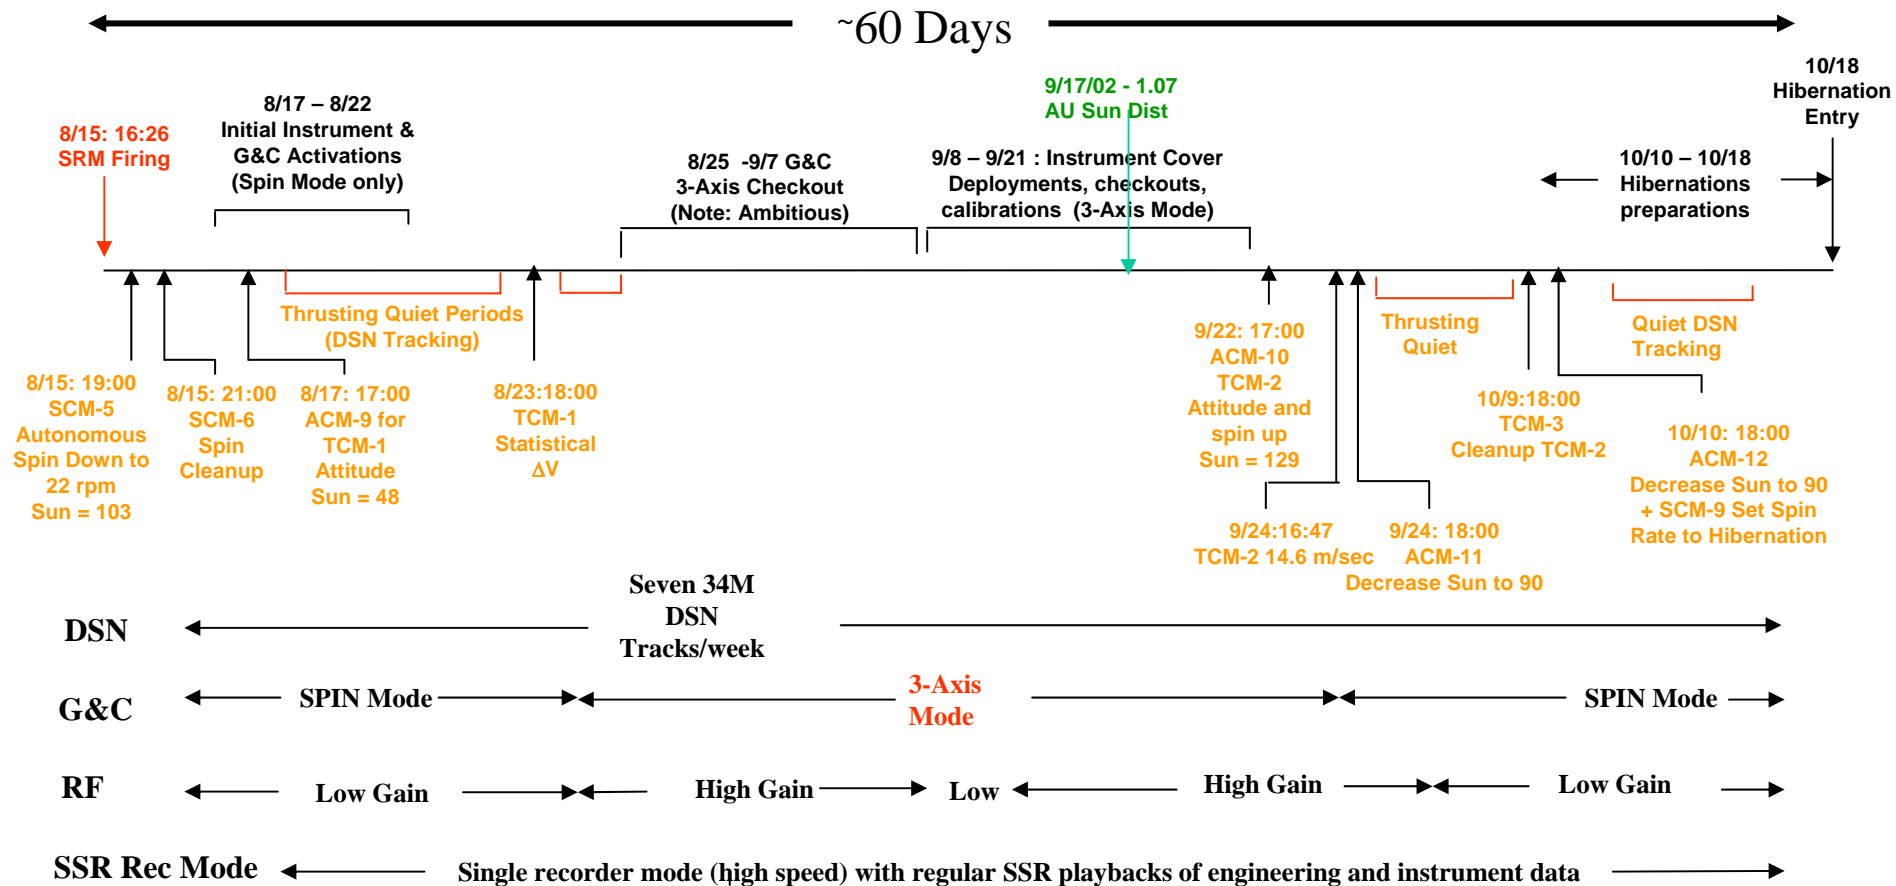 ~60 Days
8/15: 16:26
SRM Firing
8/17 – 8/22
Initial Instrument &
G&C Activations
(Spin Mode only)
8/25 -9/7 G&C
3-Axis Checkout
(Note: Ambitious)
9/17/02 - 1.07
AU Sun Dist
9/8 – 9/21 : Instrument Cover
Deployments, checkouts,
calibrations (3-Axis Mode)
10/10 – 10/18
Hibernations
preparations
10/18
Hibernation
Entry
8/15: 19:00
SCM-5
Autonomous
Spin Down to
22 rpm
Sun = 103
8/15: 21:00
SCM-6
Spin
Cleanup
8/17: 17:00
ACM-9 for
TCM-1
Attitude
Sun = 48
Thrusting Quiet Periods
(DSN Tracking)
8/23:18:00
TCM-1
Statistical
ΔV
9/22: 17:00
ACM-10
TCM-2
Attitude and
spin up
Sun = 129
9/24:16:47
TCM-2 14.6 m/sec
9/24: 18:00
ACM-11
Decrease Sun to 90
Thrusting
Quiet
10/9:18:00
TCM-3
Cleanup TCM-2
Quiet DSN
Tracking
10/10: 18:00
ACM-12
Decrease Sun to 90
+ SCM-9 Set Spin
Rate to Hibernation
DSN
Seven 34M
DSN
Tracks/week
G&C
SPIN Mode
3-Axis
Mode
SPIN Mode
RF
Low Gain
High Gain
Low
High Gain
Low Gain
SSR Rec Mode
Single recorder mode (high speed) with regular SSR playbacks of engineering and instrument data